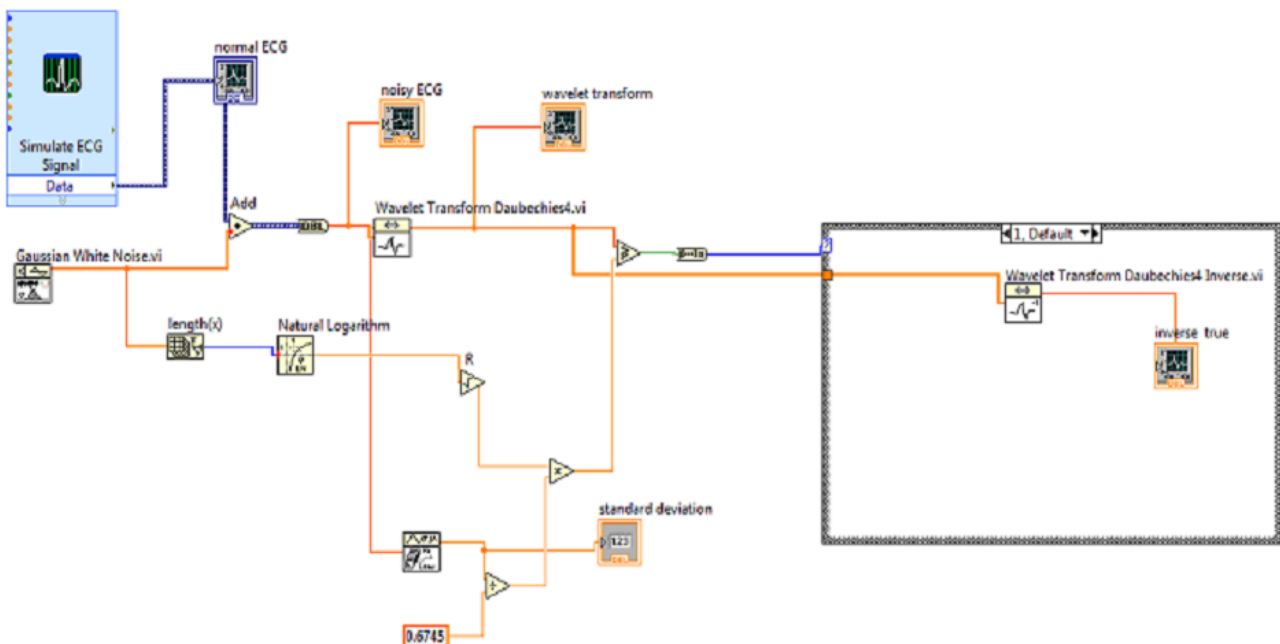 normal ECG
noisy ECG
wavelet transform
Simulate ECG
Signal
Data
Add
DBL
Wavelet Transform Daubechies4.vi
Gaussian White Noise.vi
length(x)
Natural Logarithm
R
1, Default
?
Wavelet Transform Daubechies4 Inverse.vi
inverse true
standard deviation
123
DBL
0.6745